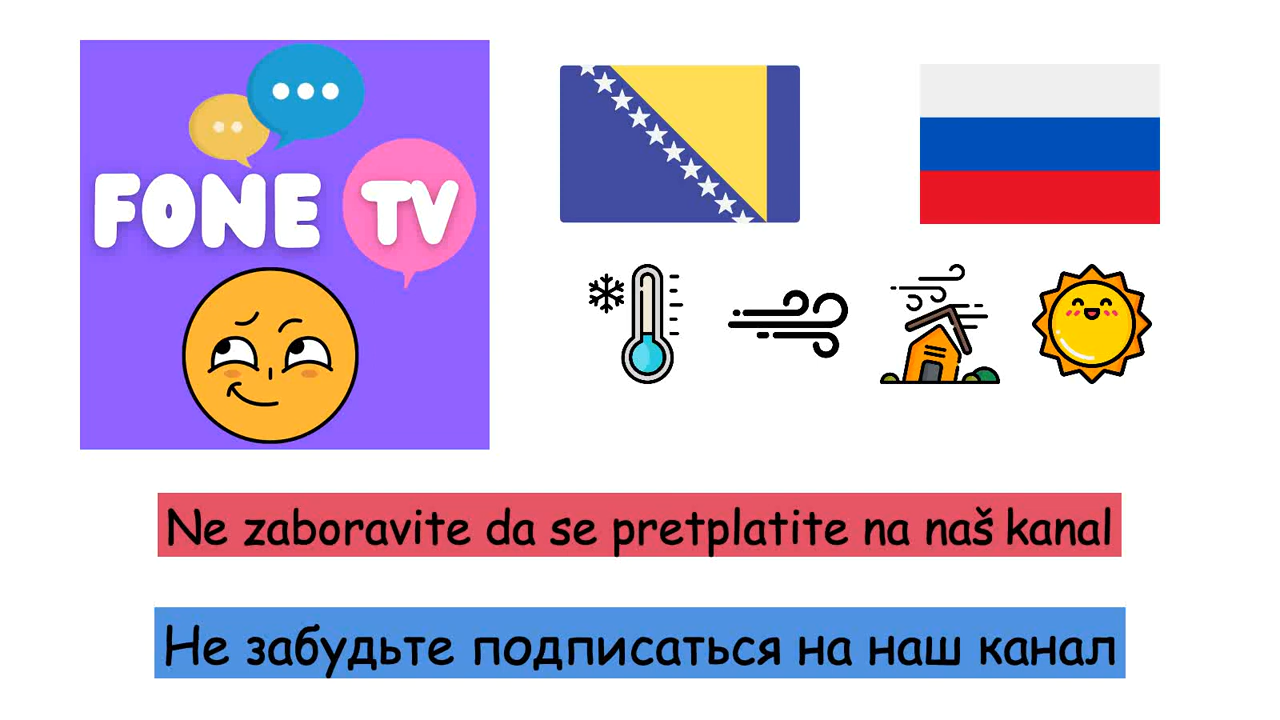 FONE TV
Ne zaboravite da se pretplatite na naš kanal
Не забудьте подписаться на наш канал